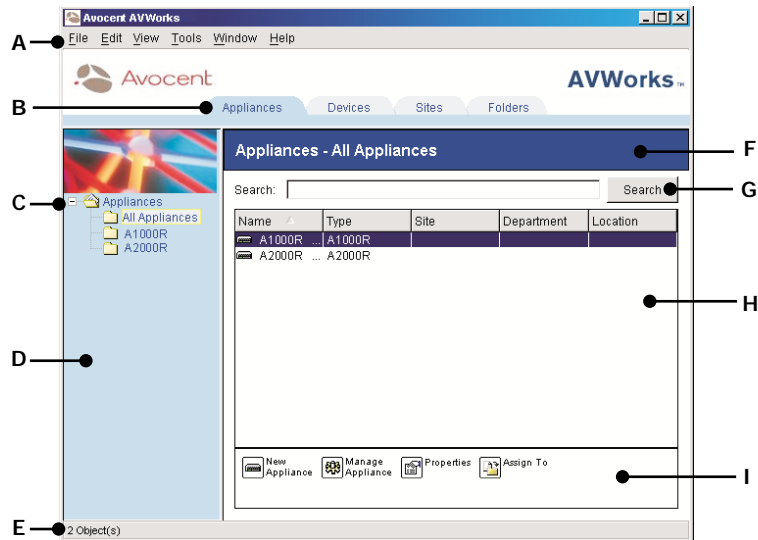 Avocent AVWorks
A File Edit View Tools Window Help
Avocent AVWorks™
B Appliances Devices Sites Folders
Appliances - All Appliances F
Search: Search G
C Appliances
All Appliances
A1000R
A2000R
Name Type Site Department Location
A1000R ... A1000R
A2000R ... A2000R
H
D
New Appliance Manage Appliance Properties Assign To I
E 2 Object(s)